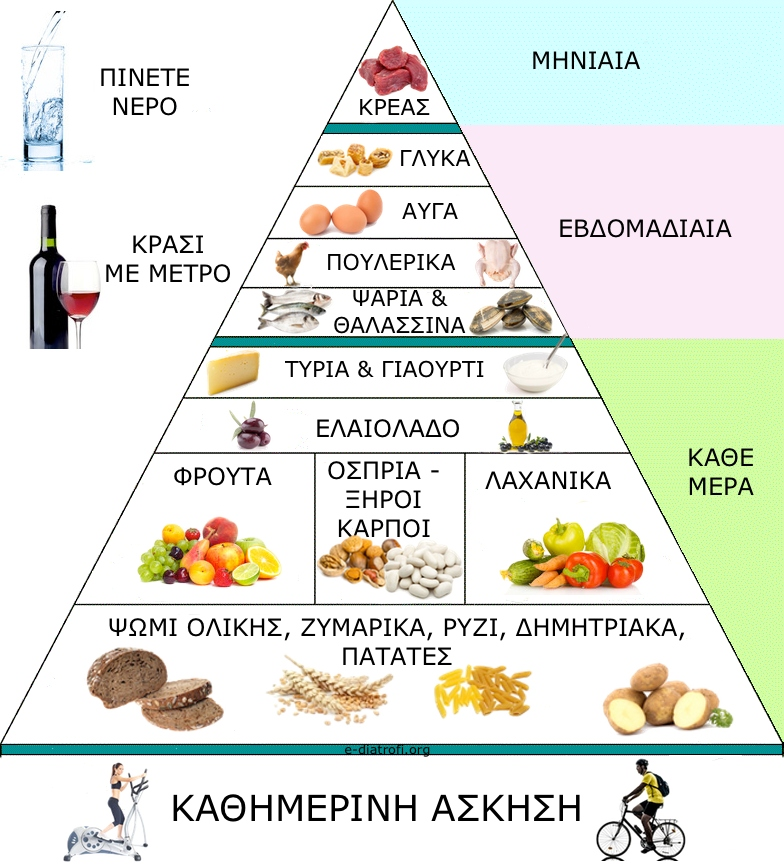 ΠΙΝΕΤΕ
ΝΕΡΟ
ΜΗΝΙΑΙΑ
ΚΡΕΑΣ
ΓΛΥΚΑ
ΑΥΓΑ
ΕΒΔΟΜΑΔΙΑΙΑ
ΚΡΑΣΙ
ΜΕ ΜΕΤΡΟ
ΠΟΥΛΕΡΙΚΑ
ΨΑΡΙΑ &
ΘΑΛΑΣΣΙΝΑ
ΤΥΡΙΑ & ΓΙΑΟΥΡΤΙ
ΕΛΑΙΟΛΑΔΟ
ΚΑΘΕ
ΜΕΡΑ
ΦΡΟΥΤΑ
ΟΣΠΡΙΑ -
ΞΗΡΟΙ
ΚΑΡΠΟΙ
ΛΑΧΑΝΙΚΑ
ΨΩΜΙ ΟΛΙΚΗΣ, ΖΥΜΑΡΙΚΑ, ΡΥΖΙ, ΔΗΜΗΤΡΙΑΚΑ,
ΠΑΤΑΤΕΣ
e-diatrofi.org
ΚΑΘΗΜΕΡΙΝΗ ΑΣΚΗΣΗ